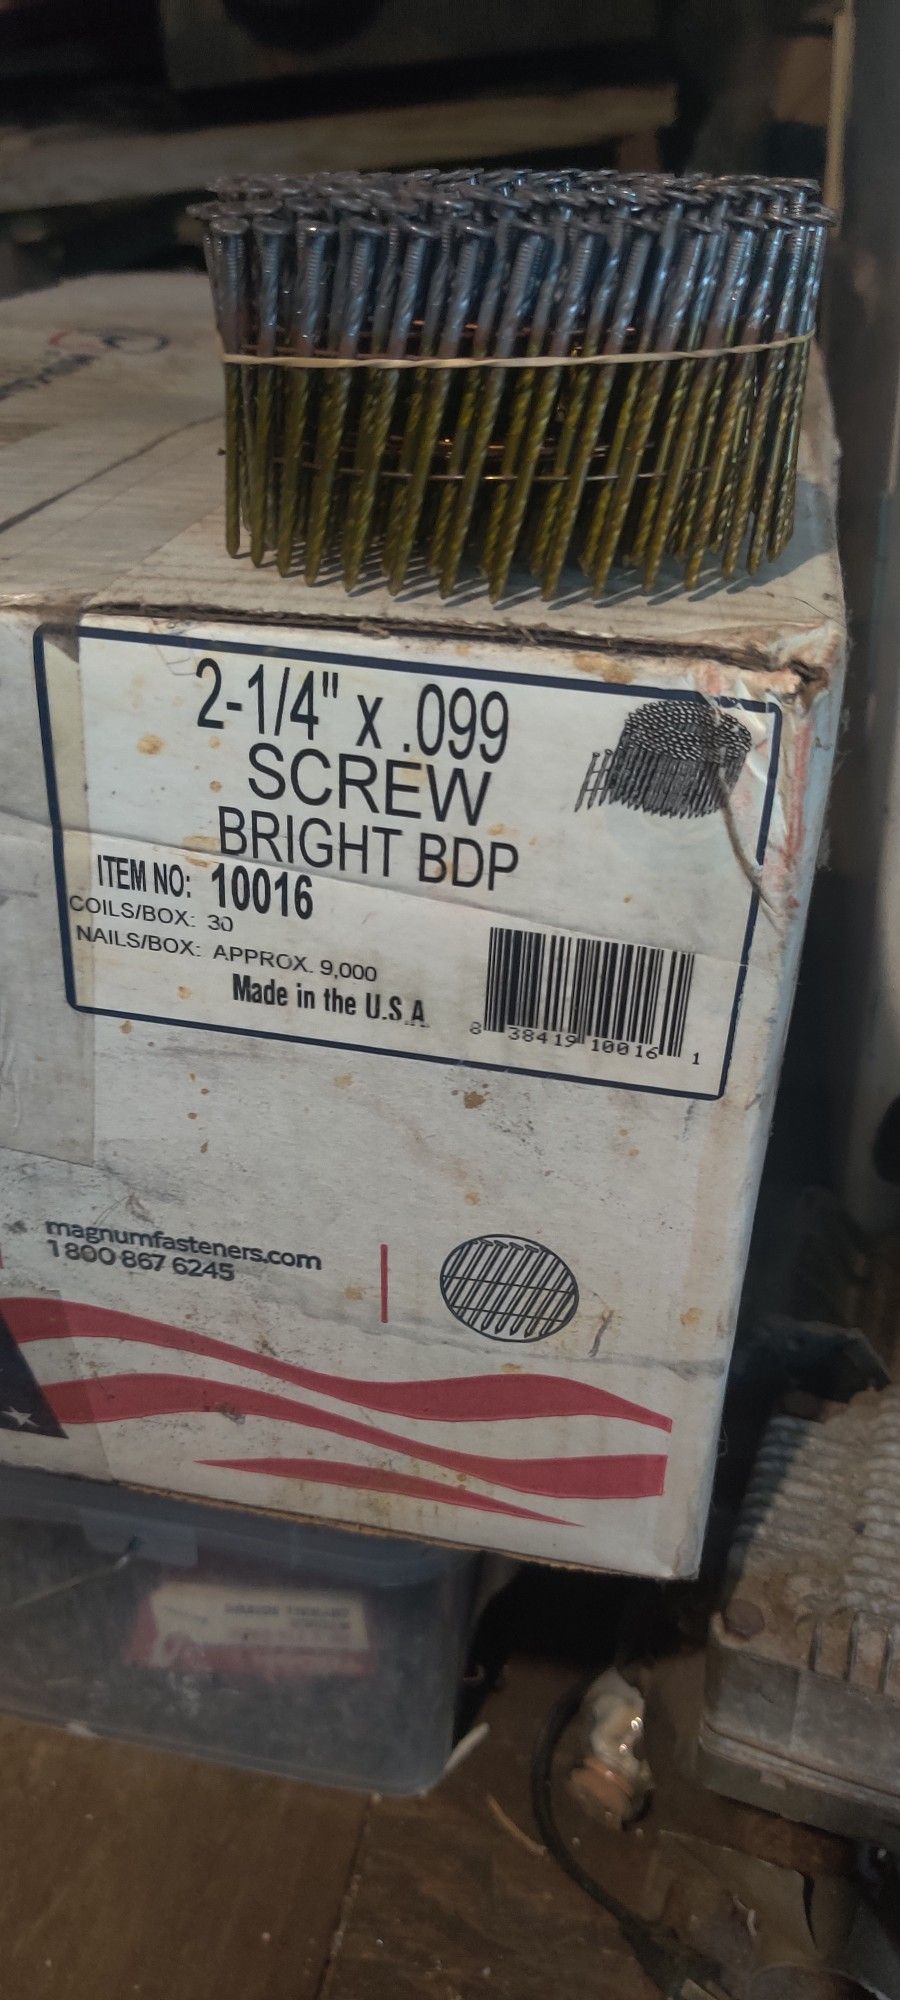 2-1/4" x .099
SCREW
BRIGHT BDP
ITEM NO: 10016
COILS/BOX: 30
NAILS/BOX: APPROX. 9,000
Made in the U.S.A
8 38419 10016 1
magnumfasteners.com
1 800 867 6245